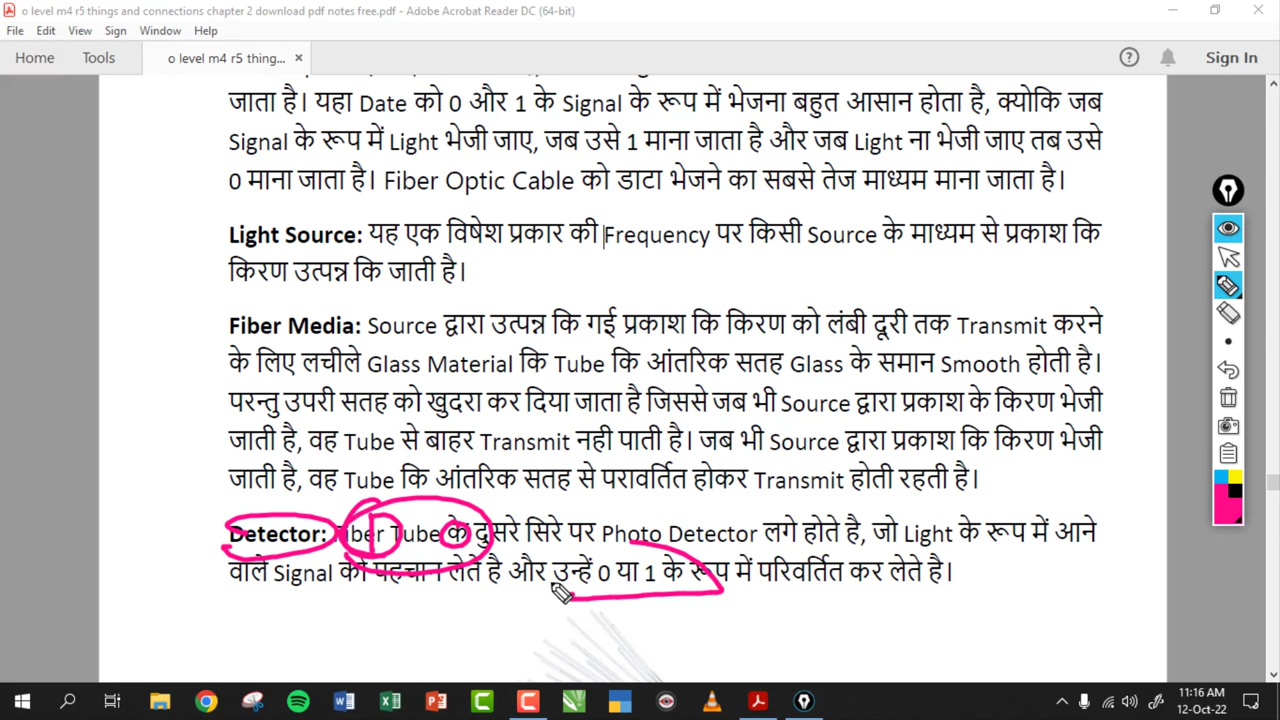 o level m4 r5 things and connections chapter 2 download pdf notes free.pdf - Adobe Acrobat Reader DC (64-bit)
File Edit View Sign Window Help
Home Tools o level m4 r5 thing... × Sign In
जाता है। यहा Date को 0 और 1 के Signal के रूप में भेजना बहुत आसान होता है, क्योकि जब
Signal के रूप में Light भेजी जाए, जब उसे 1 माना जाता है और जब Light ना भेजी जाए तब उसे
0 माना जाता है। Fiber Optic Cable को डाटा भेजने का सबसे तेज माध्यम माना जाता है।
Light Source: यह एक विषेश प्रकार की Frequency पर किसी Source के माध्यम से प्रकाश कि
किरण उत्पन्न कि जाती है।
Fiber Media: Source द्वारा उत्पन्न कि गई प्रकाश कि किरण को लंबी दूरी तक Transmit करने
के लिए लचीले Glass Material कि Tube कि आंतरिक सतह Glass के समान Smooth होती है।
परन्तु उपरी सतह को खुदरा कर दिया जाता है जिससे जब भी Source द्वारा प्रकाश के किरण भेजी
जाती है, वह Tube से बाहर Transmit नही पाती है। जब भी Source द्वारा प्रकाश कि किरण भेजी
जाती है, वह Tube कि आंतरिक सतह से परावर्तित होकर Transmit होती रहती है।
Detector: Fiber Tube के दुसरे सिरे पर Photo Detector लगे होते है, जो Light के रूप में आने
वाले Signal को पहचान लेते है और उन्हें 0 या 1 के रूप में परिवर्तित कर लेते है।
11:16 AM
12-Oct-22